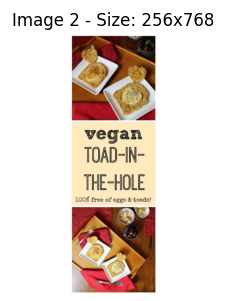 Image 2 - Size: 256x768
vegan
TOAD-IN-
THE-HOLE
100% free of eggs & toads!